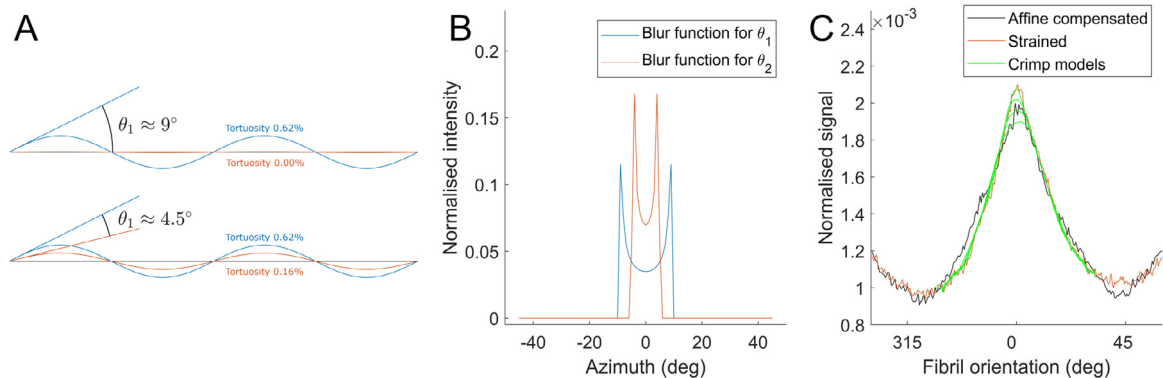 A
θ₁ ≈ 9°
Tortuosity 0.62%
Tortuosity 0.00%
θ₁ ≈ 4.5°
Tortuosity 0.62%
Tortuosity 0.16%
B
Blur function for θ₁
Blur function for θ₂
0.2
0.15
0.1
0.05
0
Normalised intensity
-40 -20 0 20 40
Azimuth (deg)
C
×10⁻³
Affine compensated
Strained
Crimp models
2.4
2.2
2
1.8
1.6
1.4
1.2
1
0.8
Normalised signal
315 0 45
Fibril orientation (deg)